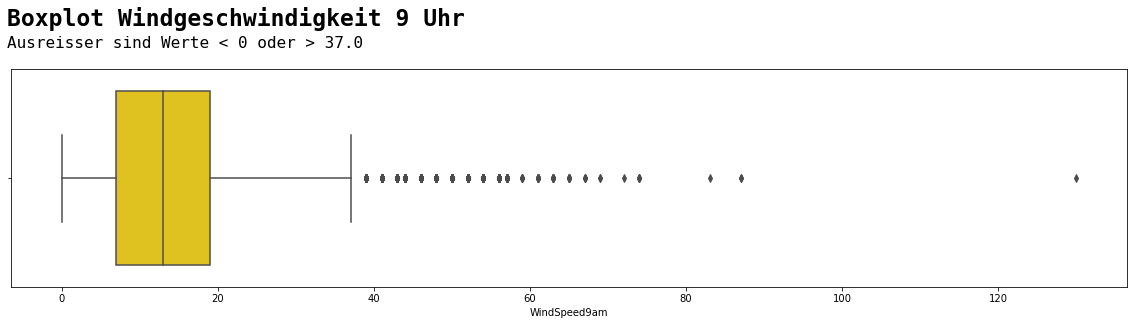 Boxplot Windgeschwindigkeit 9 Uhr
Ausreisser sind Werte < 0 oder > 37.0
0 20 40 60 80 100 120
WindSpeed9am